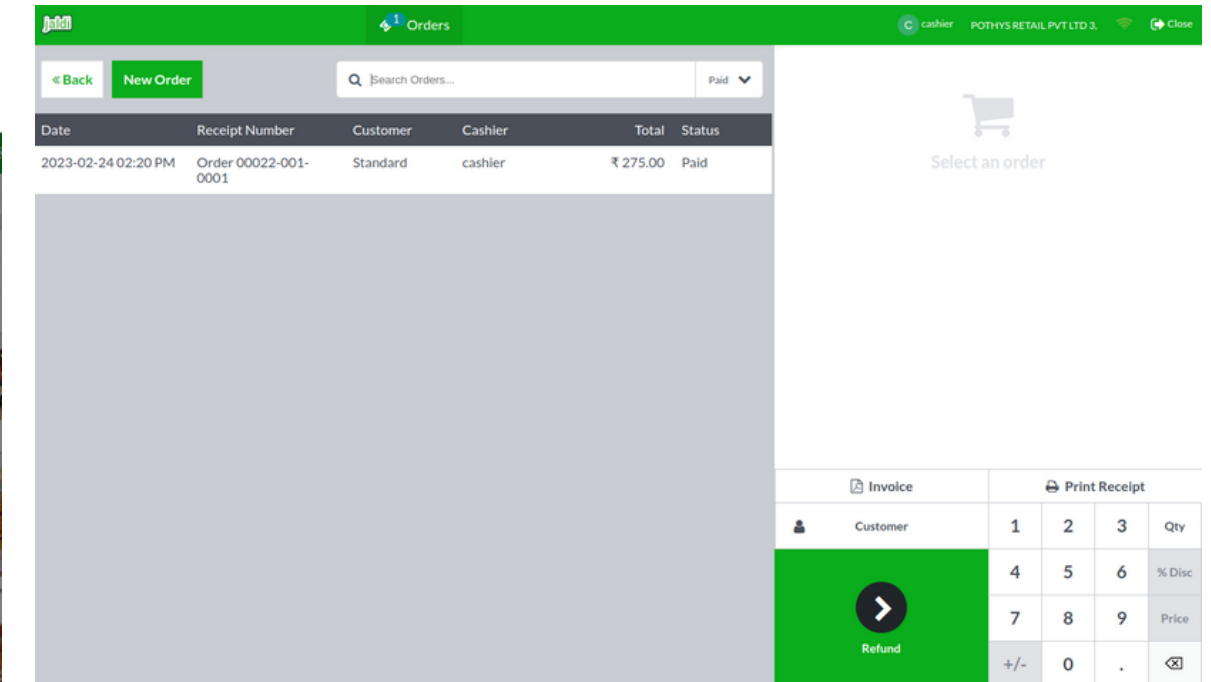 jaldi
1 Orders
C cashier POTHYS RETAIL PVT LTD 3. Close
« Back New Order Search Orders... Paid
Date Receipt Number Customer Cashier Total Status
2023-02-24 02:20 PM Order 00022-001-0001 Standard cashier ₹ 275.00 Paid
Select an order
Invoice Print Receipt
Customer 1 2 3 Qty
4 5 6 % Disc
7 8 9 Price
Refund
+/- 0 .